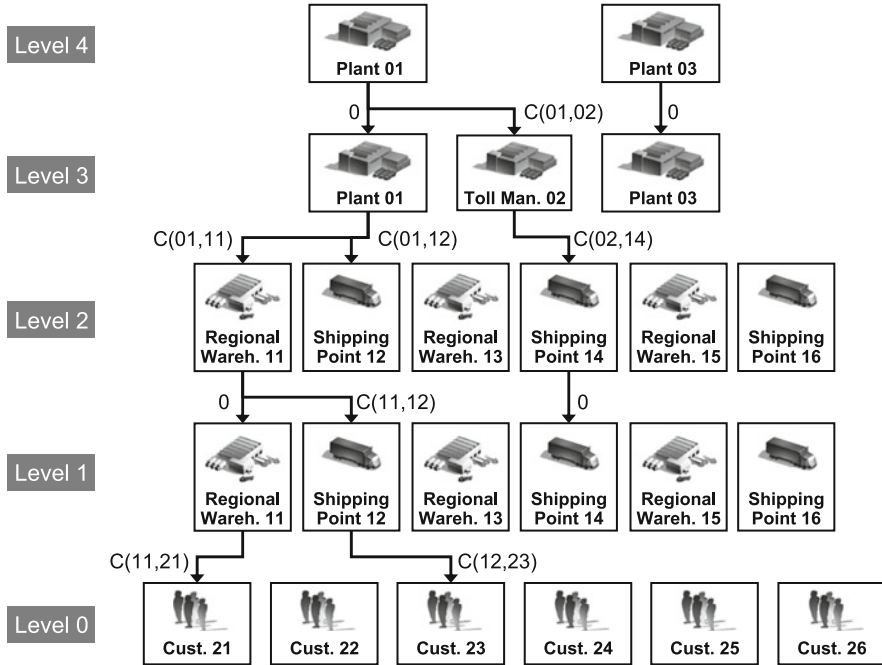 Level 4
Plant 01
Plant 03
0
C(01,02)
0
Level 3
Plant 01
Toll Man. 02
Plant 03
C(01,11)
C(01,12)
C(02,14)
Level 2
Regional
Wareh. 11
Shipping
Point 12
Regional
Wareh. 13
Shipping
Point 14
Regional
Wareh. 15
Shipping
Point 16
0
C(11,12)
0
Level 1
Regional
Wareh. 11
Shipping
Point 12
Regional
Wareh. 13
Shipping
Point 14
Regional
Wareh. 15
Shipping
Point 16
C(11,21)
C(12,23)
Level 0
Cust. 21
Cust. 22
Cust. 23
Cust. 24
Cust. 25
Cust. 26